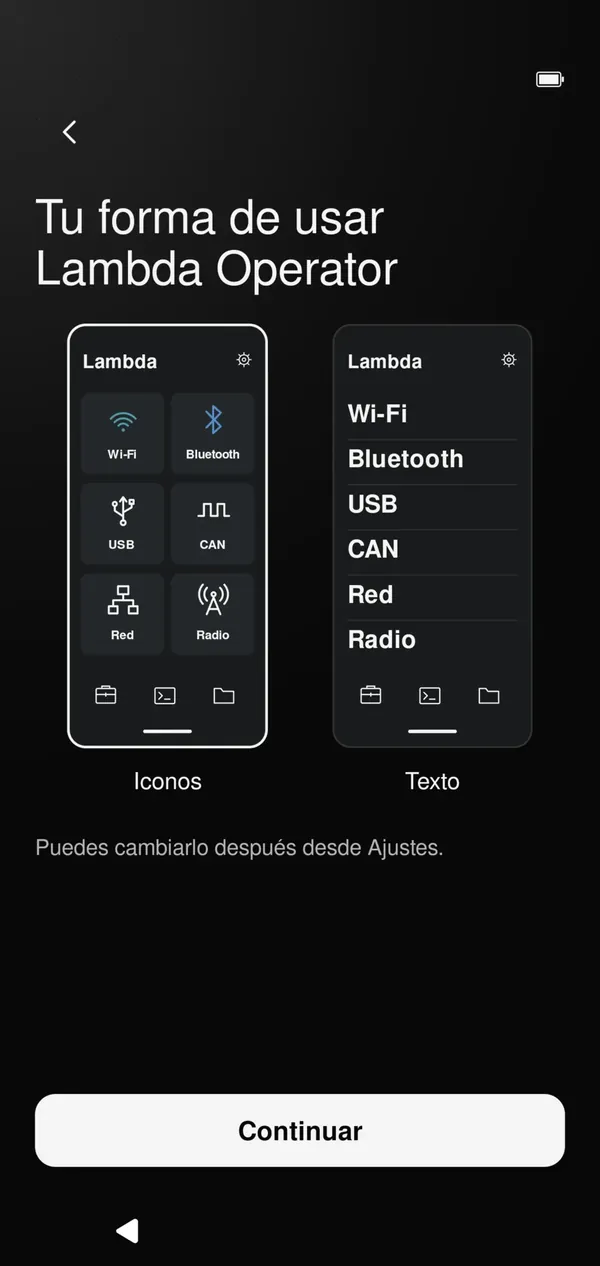 Tu forma de usar
Lambda Operator
Lambda
Wi-Fi
Bluetooth
USB
CAN
Red
Radio
Iconos
Lambda
Wi-Fi
Bluetooth
USB
CAN
Red
Radio
Texto
Puedes cambiarlo después desde Ajustes.
Continuar